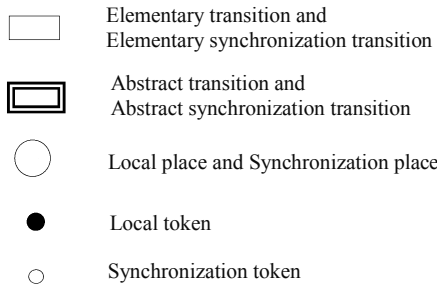 Elementary transition and
Elementary synchronization transition
Abstract transition and
Abstract synchronization transition
Local place and Synchronization place
Local token
Synchronization token